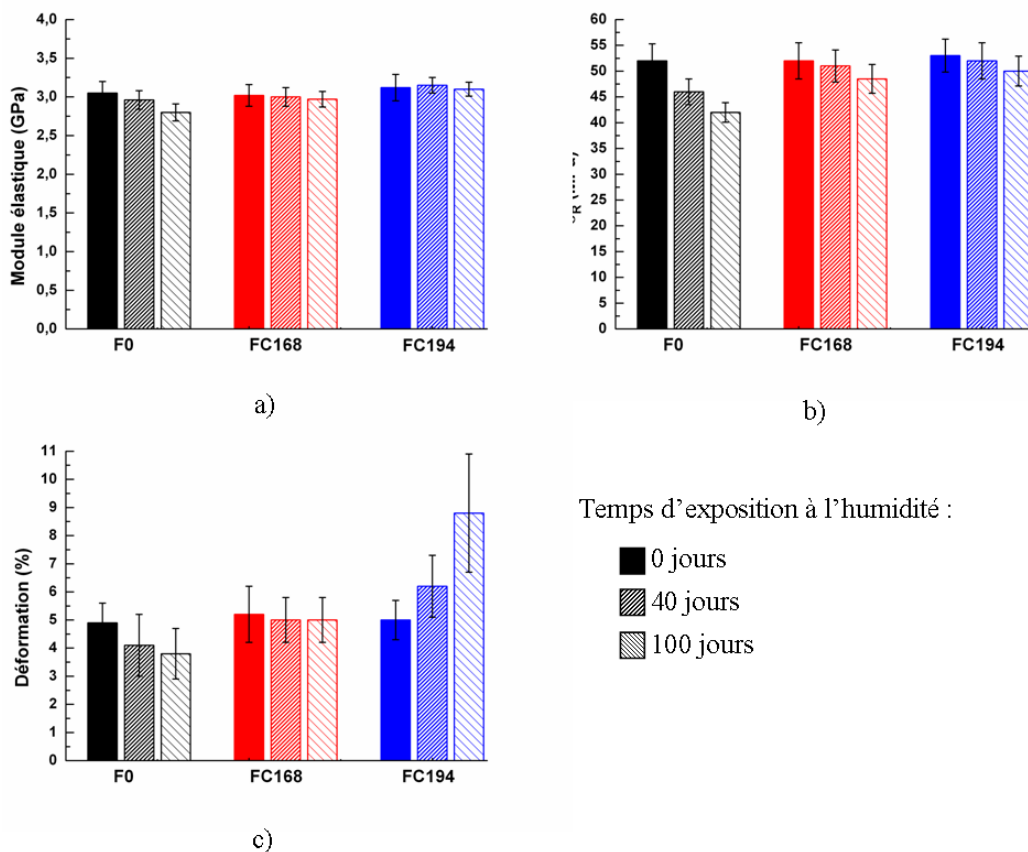 Module élastique (GPa)
4,0
3,5
3,0
2,5
2,0
1,5
1,0
0,5
0,0
F0
FC168
FC194
a)
60
55
50
45
40
35
30
25
20
15
10
5
0
F0
FC168
FC194
b)
Déformation (%)
11
10
9
8
7
6
5
4
3
2
1
0
F0
FC168
FC194
c)
Temps d’exposition à l’humidité :
0 jours
40 jours
100 jours